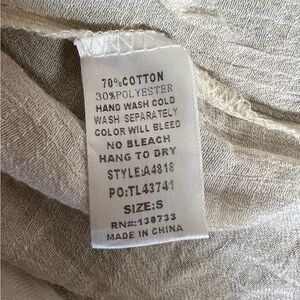 70%COTTON
30%POLYESTER
HAND WASH COLD
WASH SEPARATELY
COLOR WILL BLEED
NO BLEACH
HANG TO DRY
STYLE:A4818
PO:TL43741
SIZE:S
RN#:130733
MADE IN CHINA